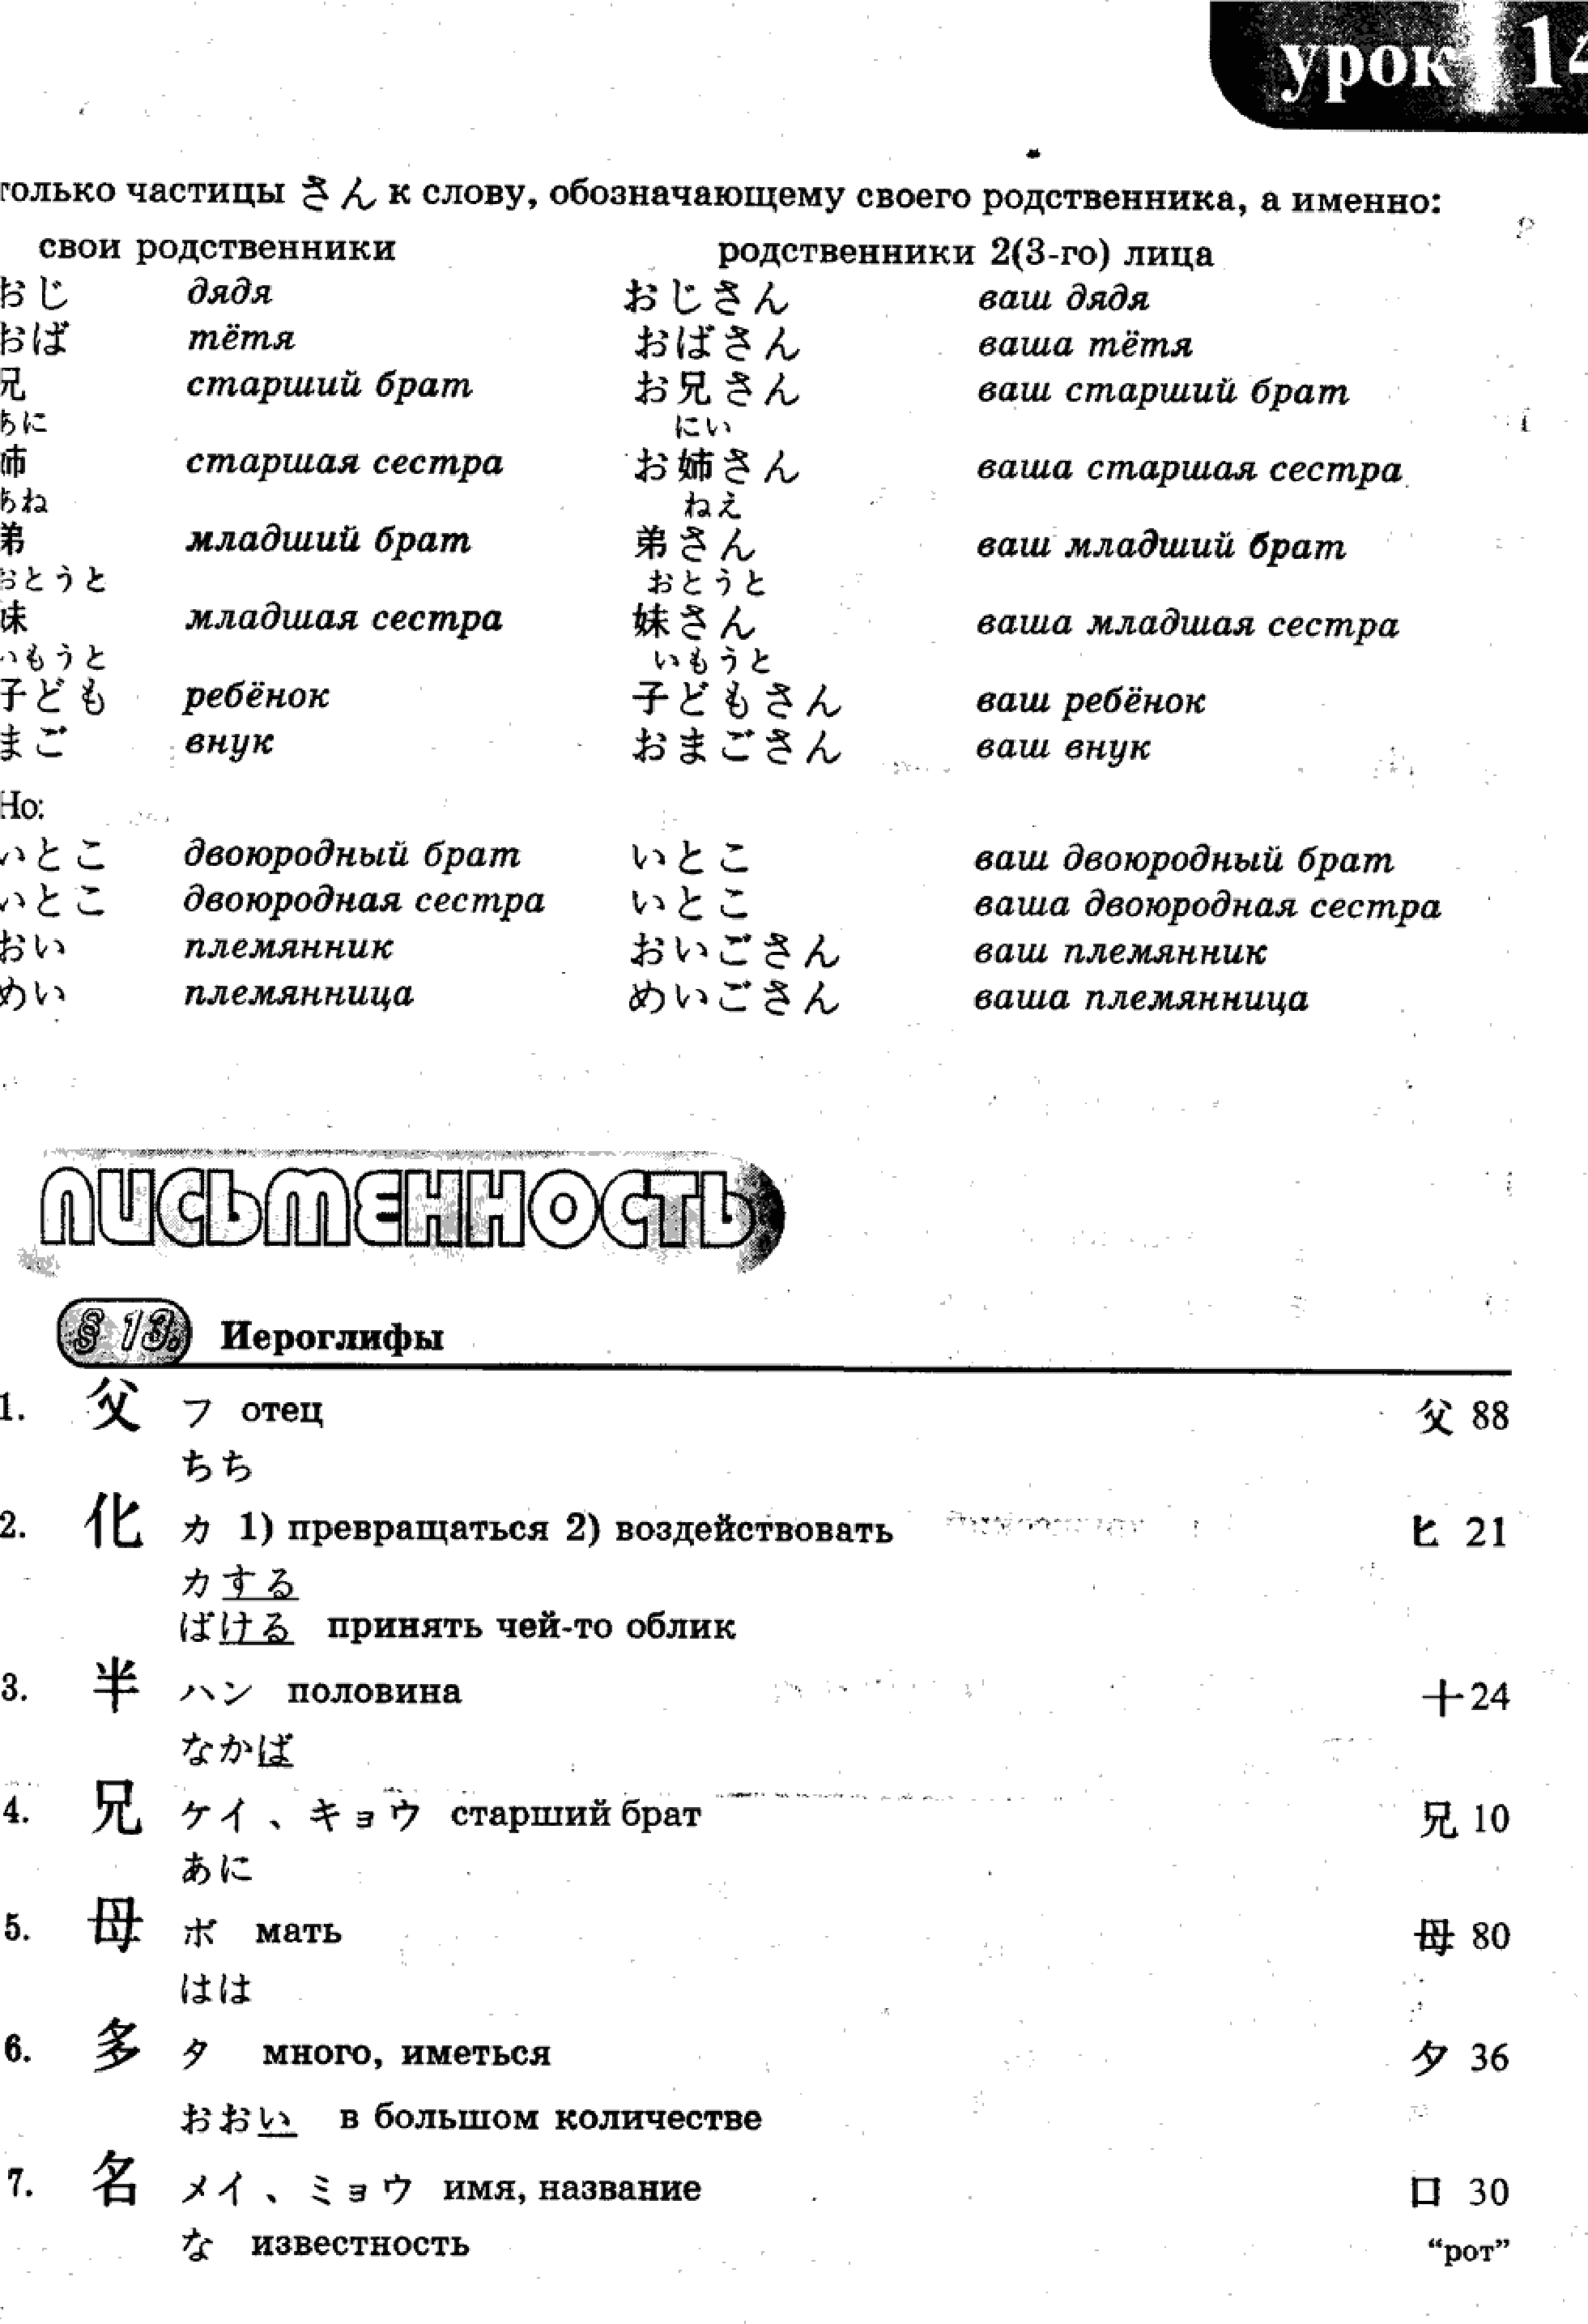 урок 14
только частицы さん к слову, обозначающему своего родственника, а именно:
свои родственники родственники 2(3-го) лица
おじ дядя おじさん ваш дядя
おば тётя おばさん ваша тётя
兄 старший брат お兄さん ваш старший брат
あに にい
姉 старшая сестра お姉さん ваша старшая сестра
あね ねえ
弟 младший брат 弟さん ваш младший брат
おとうと おとうと
妹 младшая сестра 妹さん ваша младшая сестра
いもうと いもうと
子ども ребёнок 子どもさん ваш ребёнок
まご внук おまごさん ваш внук
Но:
いとこ двоюродный брат いとこ ваш двоюродный брат
いとこ двоюродная сестра いとこ ваша двоюродная сестра
おい племянник おいごさん ваш племянник
めい племянница めいごさん ваша племянница
письменность
§ 13. Иероглифы
1. 父 フ отец 父 88
ちち
2. 化 カ 1) превращаться 2) воздействовать ヒ 21
カする
ばける принять чей-то облик
3. 半 ハン половина 十 24
なかば
4. 兄 ケイ、キョウ старший брат 兄 10
あに
5. 母 ボ мать 母 80
はは
6. 多 タ много, иметься 夕 36
おおい в большом количестве
7. 名 メイ、ミョウ имя, название 口 30
な известность “рот”